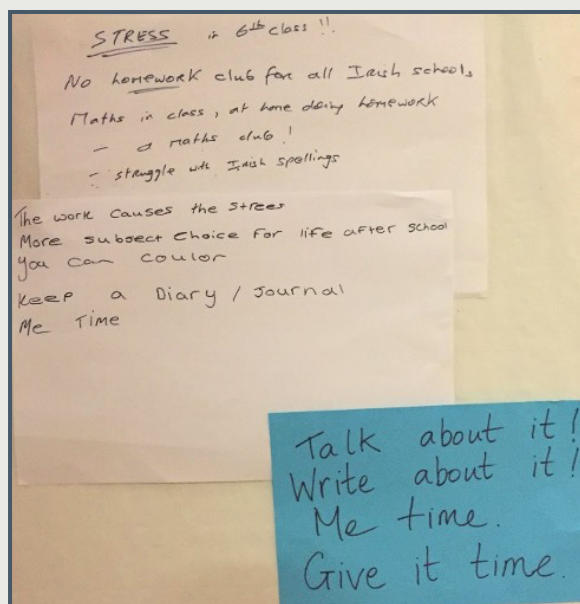 STRESS in 6th class !!
No homework club for all Irish schools
Maths in class, at home doing homework
- a maths club !
- struggle with Irish spellings
The work causes the strees
More subsect choice for life after school
You can coulor
Keep a Diary / Journal
Me Time
Talk about it!
Write about it!
Me time.
Give it time.